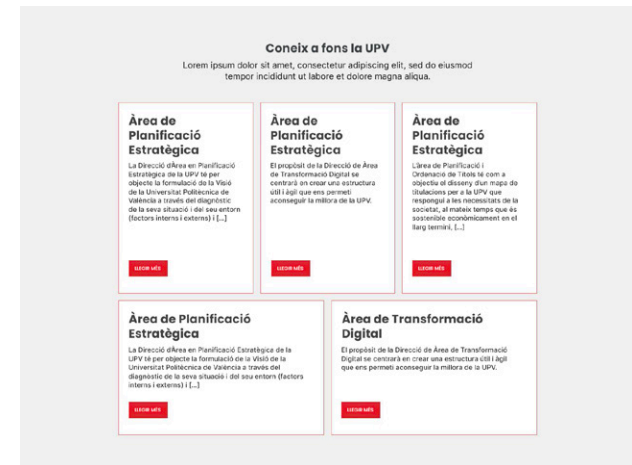 Coneix a fons la UPV
Lorem ipsum dolor sit amet, consectetur adipiscing elit, sed do eiusmod
tempor incididunt ut labore et dolore magna aliqua.
Àrea de
Planificació
Estratègica
La Direcció dÀrea en Planificació
Estratègica de la UPV té per
objecte la formulació de la Visió
de la Universitat Politècnica de
València a través del diagnòstic
de la seva situació i del seu entorn
(factors interns i externs) i [...]
LLEGIR MÉS
Àrea de
Planificació
Estratègica
El propòsit de la Direcció de Àrea
de Transformació Digital se
centrarà en crear una estructura
útil i àgil que ens permeti
aconseguir la millora de la UPV.
LLEGIR MÉS
Àrea de
Planificació
Estratègica
L'àrea de Planificació i
Ordenació de Títols té com a
objectiu el disseny d'un mapa de
titulacions per a la UPV que
respongui a les necessitats de la
societat, al mateix temps que és
sostenible econòmicament en el
llarg termini, [...]
LLEGIR MÉS
Àrea de Planificació
Estratègica
La Direcció dÀrea en Planificació Estratègica de la
UPV té per objecte la formulació de la Visió de la
Universitat Politècnica de València a través del
diagnòstic de la seva situació i del seu entorn (factors
interns i externs) i [...]
LLEGIR MÉS
Àrea de Transformació
Digital
El propòsit de la Direcció de Àrea de Transformació
Digital se centrarà en crear una estructura útil i àgil
que ens permeti aconseguir la millora de la UPV.
LLEGIR MÉS